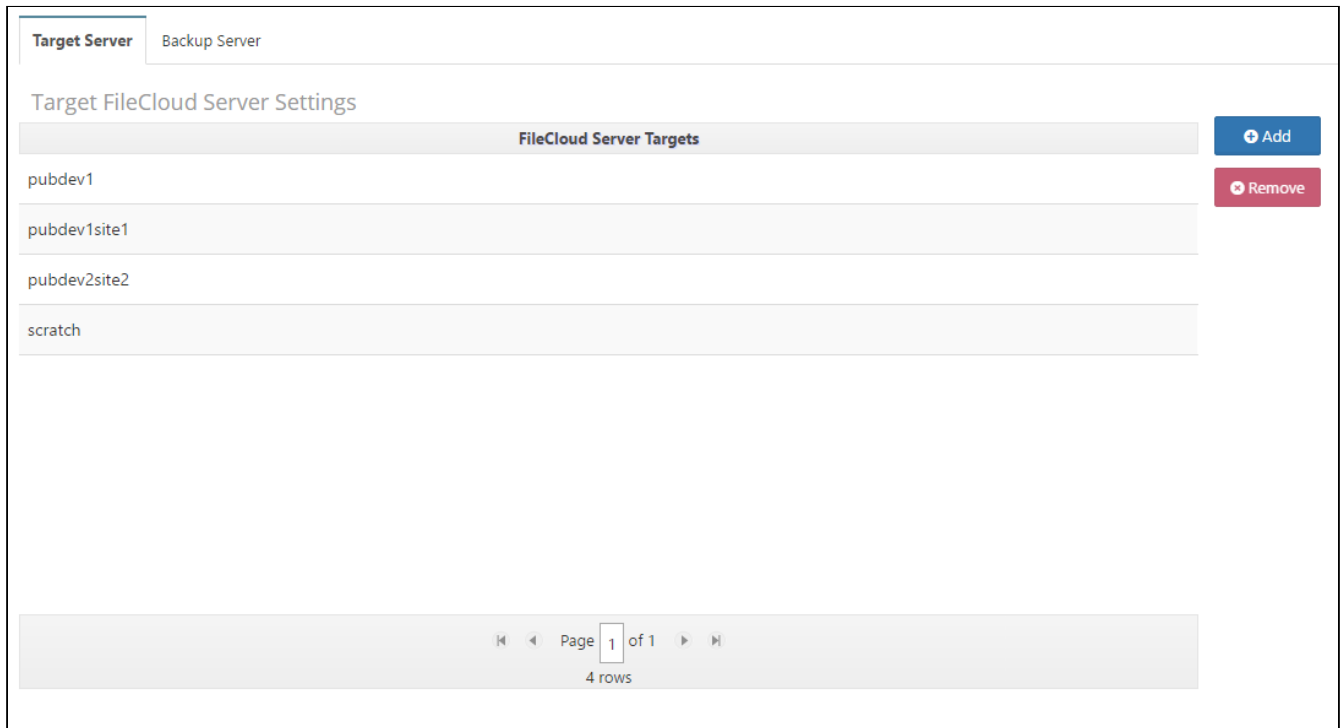 Target Server Backup Server
Target FileCloud Server Settings
FileCloud Server Targets
Add
pubdev1
Remove
pubdev1site1
pubdev2site2
scratch
Page 1 of 1
4 rows